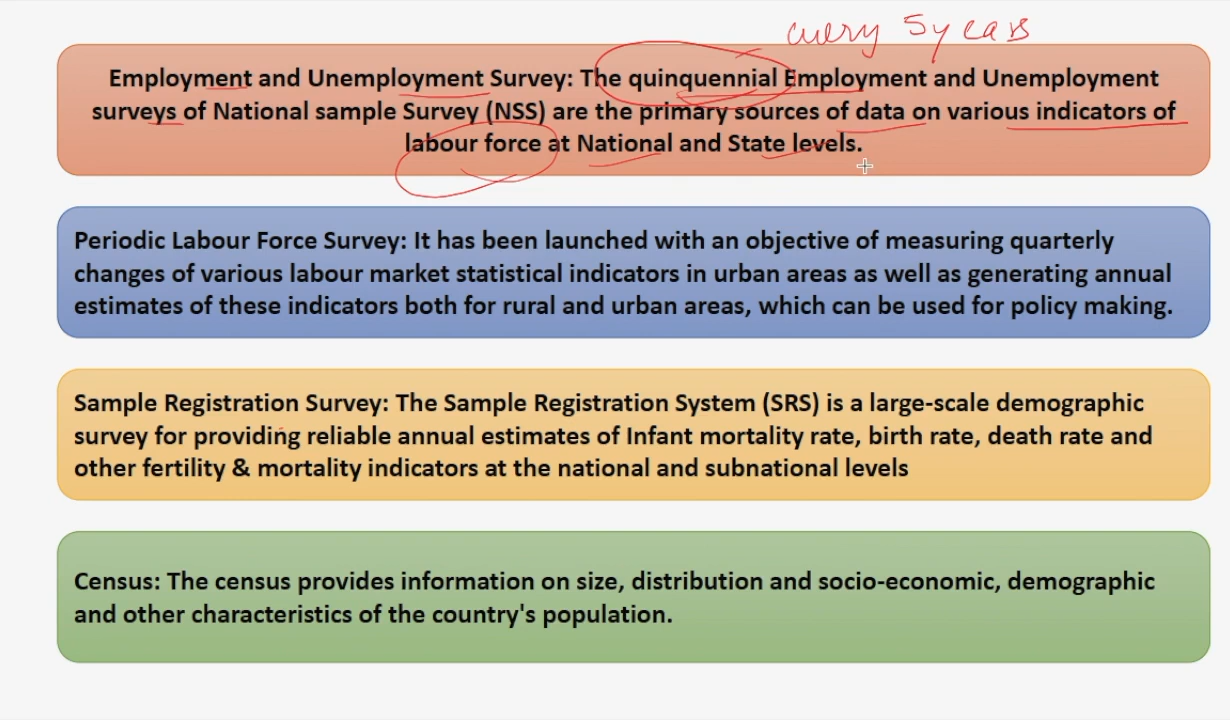 every 5 years
Employment and Unemployment Survey: The quinquennial Employment and Unemployment
surveys of National sample Survey (NSS) are the primary sources of data on various indicators of
labour force at National and State levels.
Periodic Labour Force Survey: It has been launched with an objective of measuring quarterly
changes of various labour market statistical indicators in urban areas as well as generating annual
estimates of these indicators both for rural and urban areas, which can be used for policy making.
Sample Registration Survey: The Sample Registration System (SRS) is a large-scale demographic
survey for providing reliable annual estimates of Infant mortality rate, birth rate, death rate and
other fertility & mortality indicators at the national and subnational levels
Census: The census provides information on size, distribution and socio-economic, demographic
and other characteristics of the country's population.